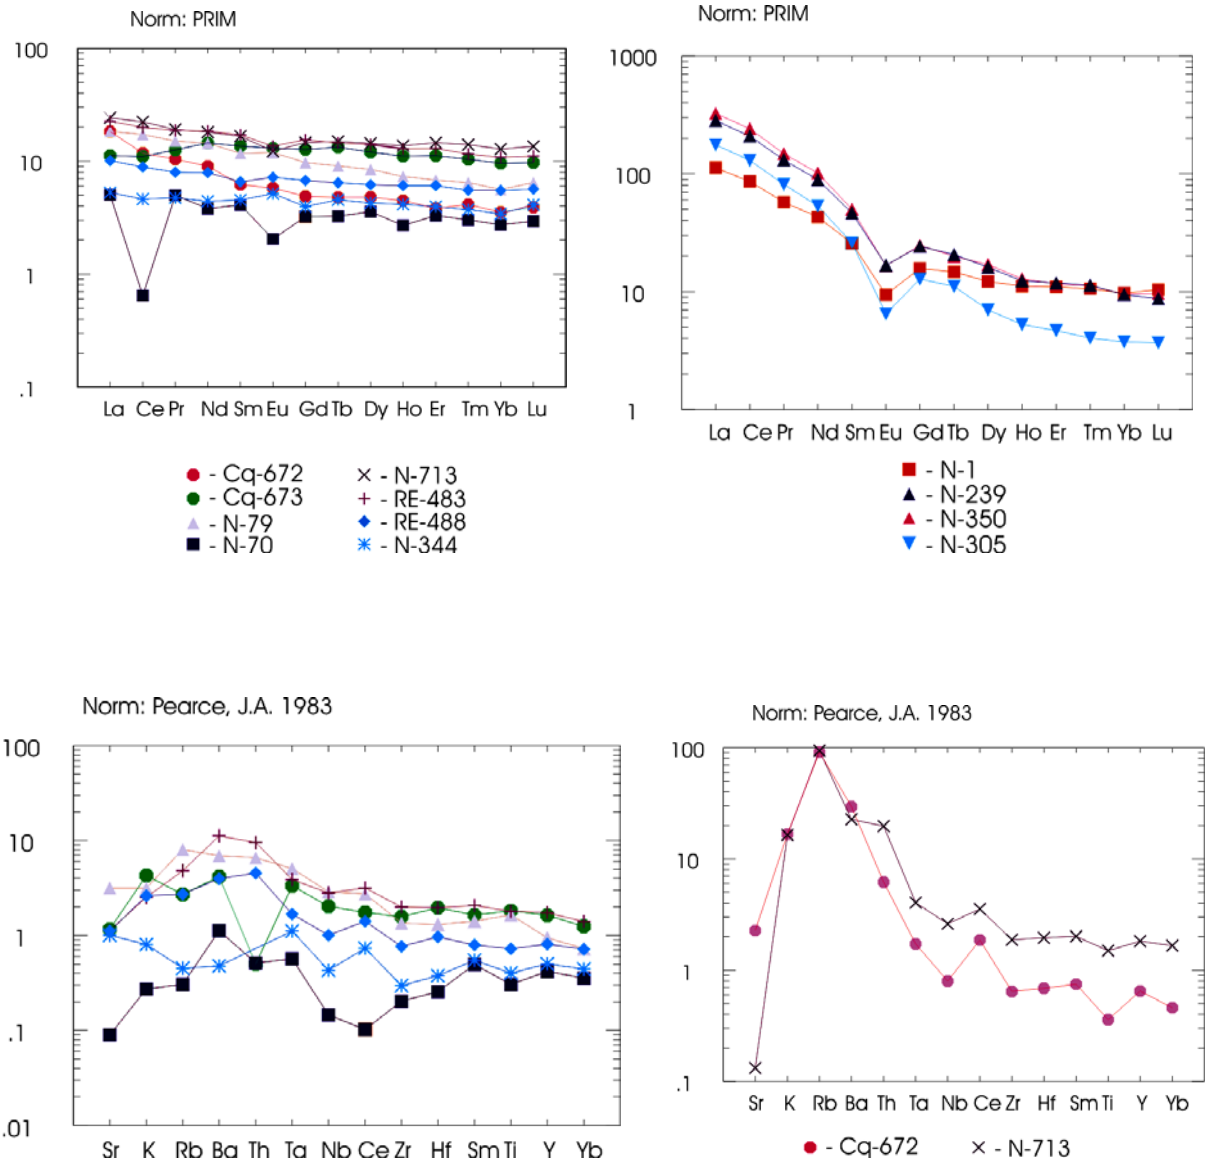 Norm: PRIM
100
10
1
.1
La Ce Pr Nd Sm Eu Gd Tb Dy Ho Er Tm Yb Lu
- Cq-672
- Cq-673
- N-79
- N-70
- N-713
- RE-483
- RE-488
- N-344
Norm: PRIM
1000
100
10
1
La Ce Pr Nd Sm Eu Gd Tb Dy Ho Er Tm Yb Lu
- N-1
- N-239
- N-350
- N-305
Norm: Pearce, J.A. 1983
100
10
1
.1
.01
Sr K Rb Ba Th Ta Nb Ce Zr Hf Sm Ti Y Yb
Norm: Pearce, J.A. 1983
100
10
1
.1
Sr K Rb Ba Th Ta Nb Ce Zr Hf Sm Ti Y Yb
- Cq-672
- N-713